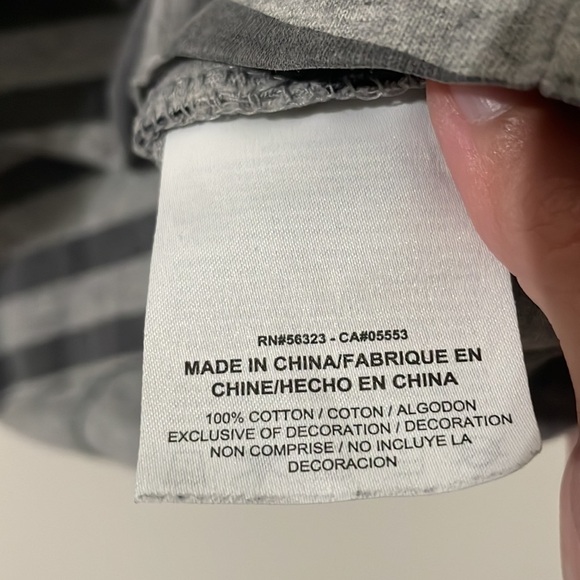 RN#56323 - CA#05553
MADE IN CHINA/FABRIQUE EN
CHINE/HECHO EN CHINA
100% COTTON / COTON / ALGODON
EXCLUSIVE OF DECORATION / DECORATION
NON COMPRISE / NO INCLUYE LA
DECORACION